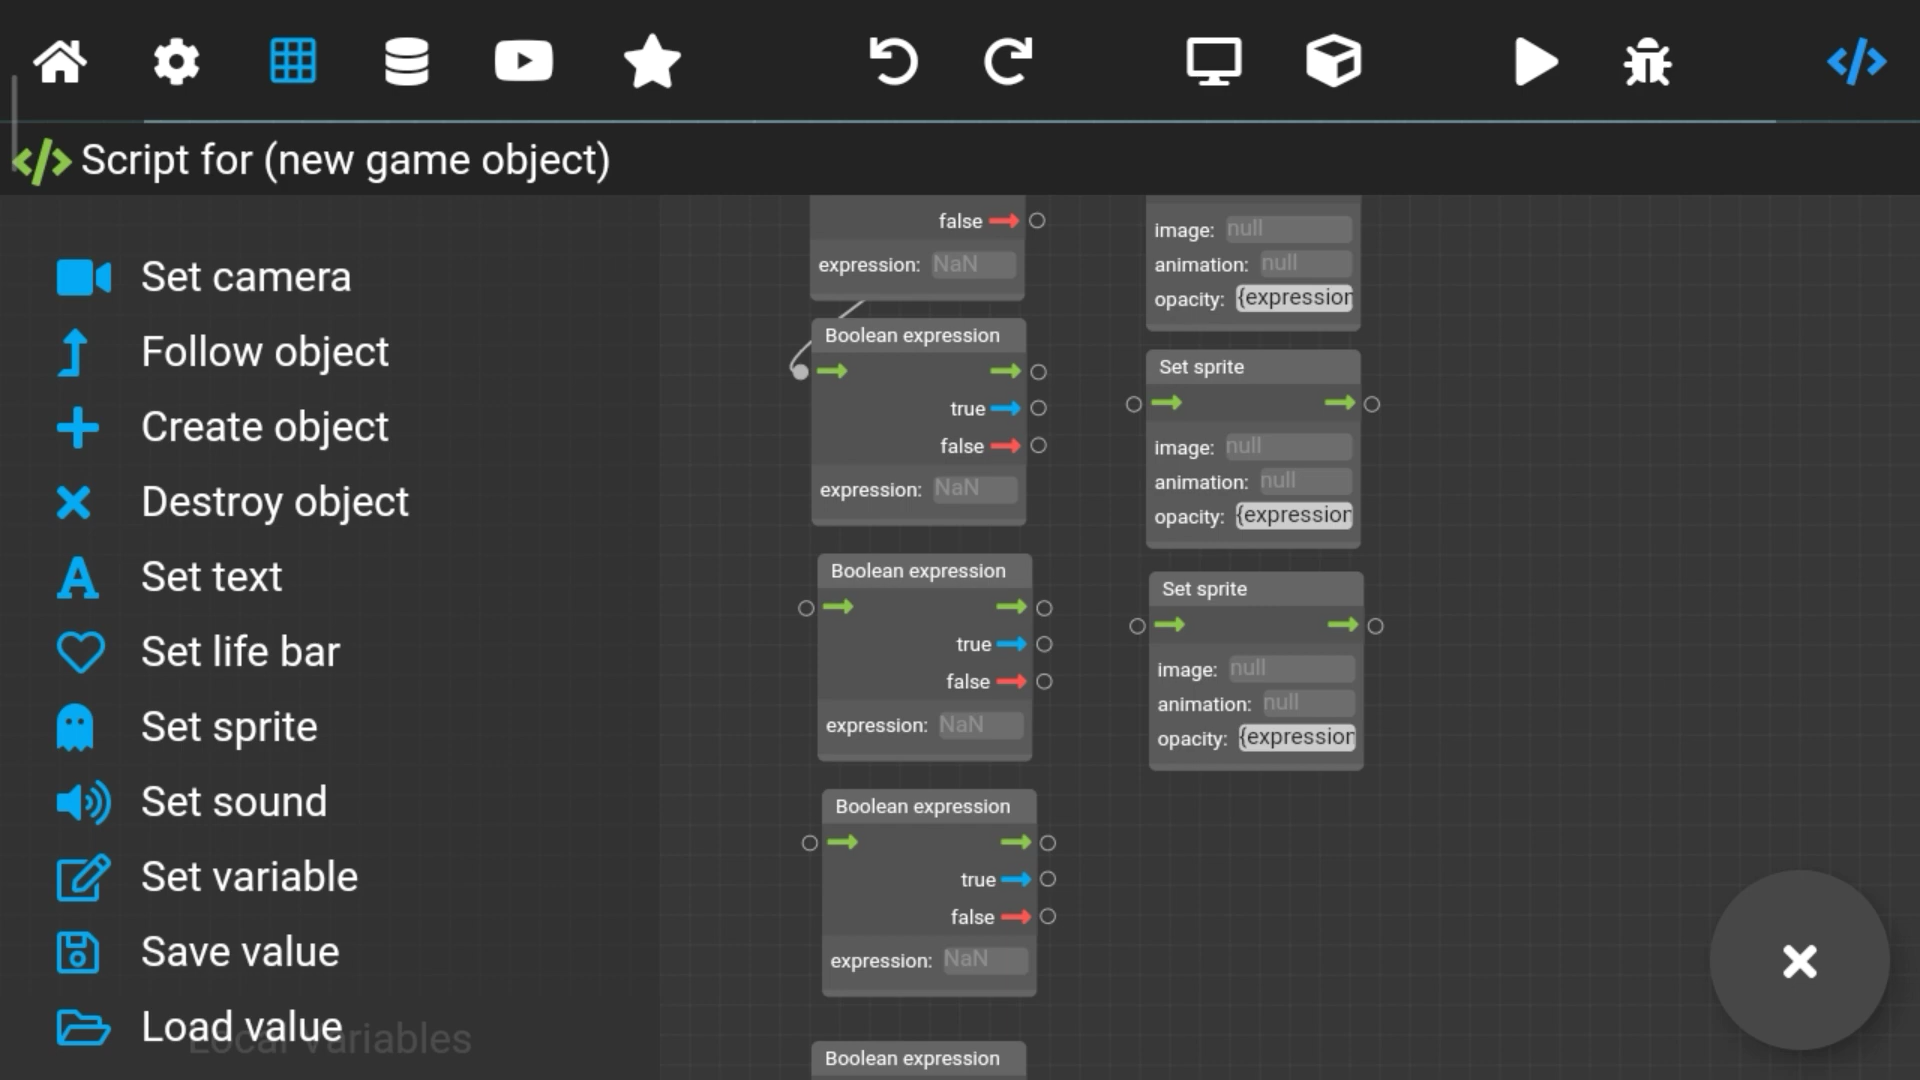 Script for (new game object)
Set camera
Follow object
Create object
Destroy object
Set text
Set life bar
Set sprite
Set sound
Set variable
Save value
Load value
Local Variables
false
expression: NaN
Boolean expression
true
false
expression: NaN
Boolean expression
true
false
expression: NaN
Boolean expression
true
false
expression: NaN
Boolean expression
image: null
animation: null
opacity: {expression
Set sprite
image: null
animation: null
opacity: {expression
Set sprite
image: null
animation: null
opacity: {expression